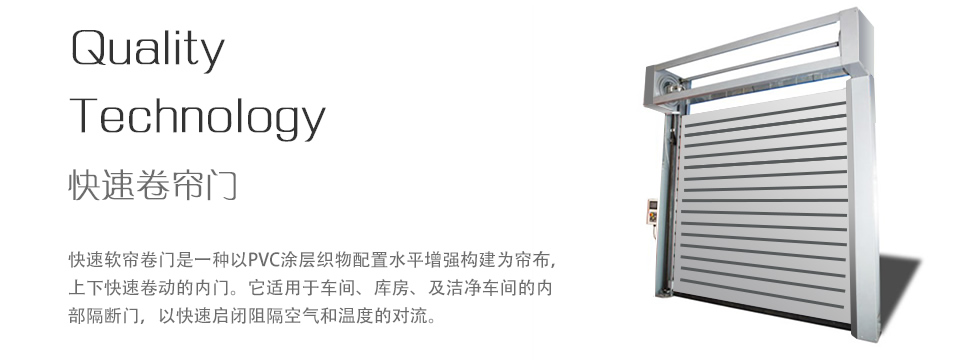 Quality
Technology
快速卷帘门
快速软帘卷门是一种以PVC涂层织物配置水平增强构建为帘布，
上下快速卷动的内门。它适用于车间、库房、及洁净车间的内
部隔断门，以快速启闭阻隔空气和温度的对流。